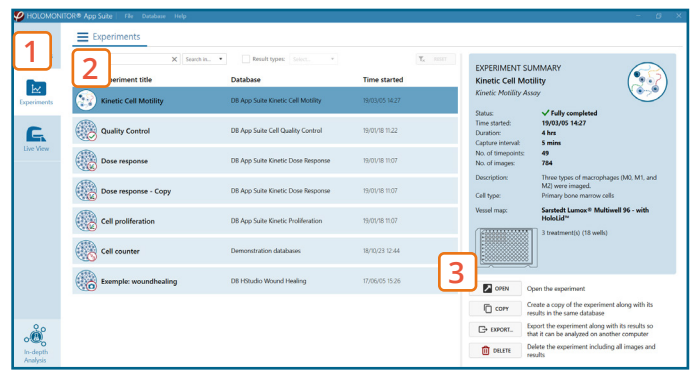 HOLOMONITOR® App Suite File Database Help
1
Experiments
2
Search in...
Result types: Select...
3
Experiments
Live View
In-depth
Analysis
Experiment title Database Time started
Kinetic Cell Motility DB App Suite Kinetic Cell Motility 19/03/05 14:27
Quality Control DB App Suite Cell Quality Control 19/01/18 11:22
Dose response DB App Suite Kinetic Dose Response 19/01/18 11:07
Dose response - Copy DB App Suite Kinetic Dose Response 19/01/18 11:07
Cell proliferation DB App Suite Kinetic Proliferation 19/01/18 11:07
Cell counter Demonstration databases 18/10/23 12:44
Exemple: woundhealing DB HStudio Wound Healing 17/06/05 15:26
EXPERIMENT SUMMARY
Kinetic Cell Motility
Kinetic Motility Assay
Status: Fully completed
Time started: 19/03/05 14:27
Duration: 4 hrs
Capture interval: 5 mins
No. of timepoints: 49
No. of images: 784
Description: Three types of macrophages (M0, M1, and
M2) were imaged.
Cell type: Primary bone marrow cells
Vessel map: Sarstedt Lumox® Multiwell 96 - with
HoloLid™
3 treatment(s) (18 wells)
OPEN Open the experiment
COPY Create a copy of the experiment along with its
results in the same database
EXPORT... Export the experiment along with its results so
that it can be analyzed on another computer
DELETE Delete the experiment including all images and
results